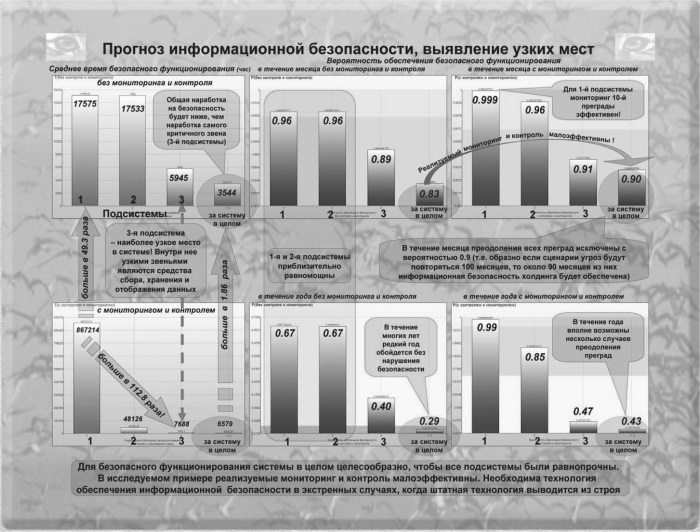 Прогноз информационной безопасности, выявление узких мест
Вероятность обеспечения безопасного функционирования
Среднее время безопасного функционирования (час)
в течение месяца без мониторинга и контроля
в течение месяца с мониторингом и контролем
без мониторинга и контроля
17575
17533
5945
3544
Общая наработка
на безопасность
будет ниже, чем
наработка самого
критичного звена
(3-й подсистемы)
1
2
3
за систему
в целом
Подсистемы
0.96
0.96
0.89
0.83
1
2
3
за систему
в целом
0.999
0.96
0.91
0.90
Для 1-й подсистемы
мониторинг 10-й
преграды
эффективен!
Реализуемый мониторинг и контроль малоэффективны!
1
2
3
за систему
в целом
больше в 49.3 раза
3-я подсистема
– наиболее узкое место
в системе! Внутри нее
узкими звеньями
являются средства
сбора, хранения и
отображения данных
больше в 1.86 раза
1-я и 2-я подсистемы
приблизительно
равномощны
В течение месяца преодоления всех преград исключены с
вероятностью 0.9 (т.е. образно если сценарии угроз будут
повторяться 100 месяцев, то около 90 месяцев из них
информационная безопасность холдинга будет обеспечена)
с мониторингом и контролем
867214
больше в 112.8 раза!
48126
7688
6579
1
2
3
за систему
в целом
в течение года без мониторинга и контроля
0.67
0.67
0.40
0.29
В течение
многих лет
редкий год
обойдется без
нарушения
безопасности
1
2
3
за систему
в целом
в течение года с мониторингом и контролем
0.99
0.85
0.47
0.43
В течение года
вполне возможны
несколько случаев
преодоления
преград
1
2
3
за систему
в целом
Для безопасного функционирования системы в целом целесообразно, чтобы все подсистемы были равнопрочны.
В исследуемом примере реализуемые мониторинг и контроль малоэффективны. Необходима технология
обеспечения информационной безопасности в экстренных случаях, когда штатная технология выводится из строя